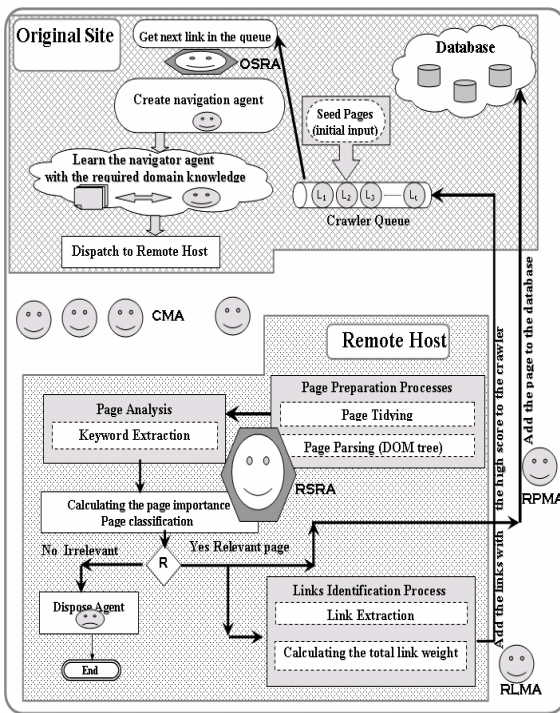 Original Site
Get next link in the queue
OSRA
Database
Create navigation agent
Seed Pages
(initial input)
Learn the navigator agent
with the required domain knowledge
L1 L2 L3 Lt
Crawler Queue
Dispatch to Remote Host
CMA
Remote Host
Page Preparation Processes
Page Tidying
Page Parsing (DOM tree)
Page Analysis
Keyword Extraction
RSRA
Calculating the page importance
Page classification
No Irrelevant
R
Yes Relevant page
Dispose Agent
End
Links Identification Process
Link Extraction
Calculating the total link weight
Add the links with the high score to the crawler
Add the page to the database
RPMA
RLMA